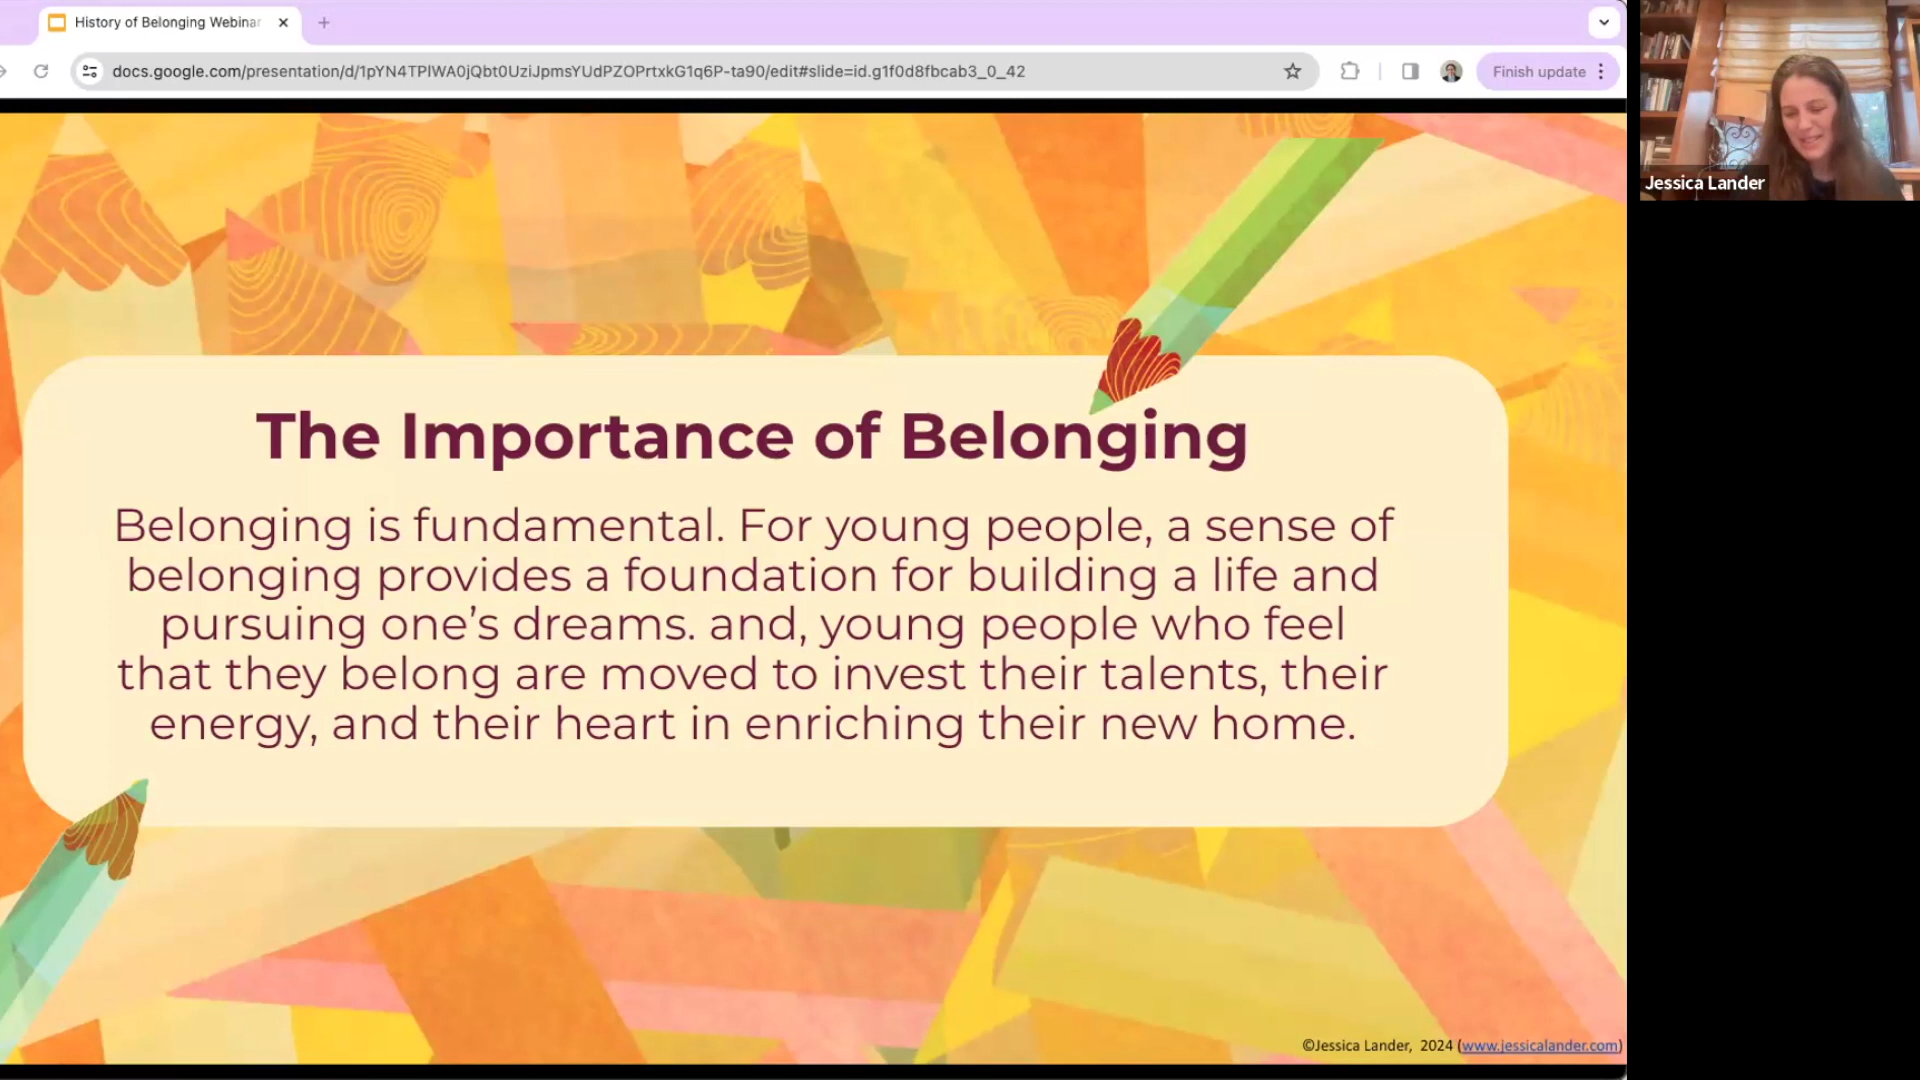 History of Belonging Webinar
docs.google.com/presentation/d/1pYN4TPlWA0jQbt0UziJpmsYUdPZOPrtxkG1q6P-ta90/edit#slide=id.g1f0d8fbcab3_0_42
Finish update
Jessica Lander
The Importance of Belonging
Belonging is fundamental. For young people, a sense of
belonging provides a foundation for building a life and
pursuing one’s dreams. and, young people who feel
that they belong are moved to invest their talents, their
energy, and their heart in enriching their new home.
©Jessica Lander, 2024 (www.jessicalander.com)